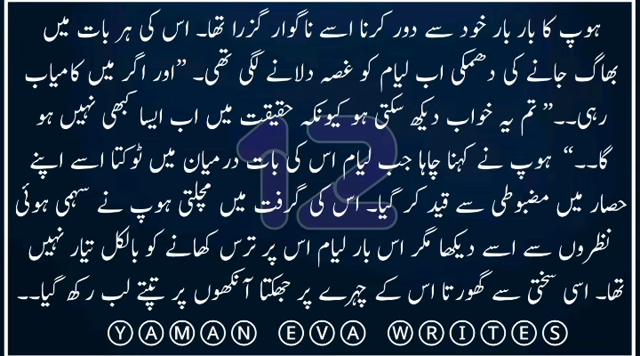 ہوپ کا بار بار خود سے دور کرنا اسے ناگوار گزرا تھا۔ اس کی ہر بات میں
بھاگ جانے کی دھمکی اب لیام کو غصہ دلانے لگی تھی۔ ”اور اگر میں کامیاب
رہی۔۔” تم یہ خواب دیکھ سکتی ہو کیونکہ حقیقت میں اب ایسا کبھی نہیں ہو
گا۔۔“ ہوپ نے کہنا چاہا جب لیام اس کی بات درمیان میں ٹوکتا اسے اپنے
حصار میں مضبوطی سے قید کر گیا۔ اس کی گرفت میں مچلتی ہوپ نے سہمی ہوئی
نظروں سے اسے دیکھا مگر اس بار لیام اس پر ترس کھانے کو بالکل تیار نہیں
تھا۔ اسی سختی سے گھورتا اس کے چہرے پر جھکتا آنکھوں پر تپتے لب رکھ گیا۔۔
12
YAMAN EVA WRITES